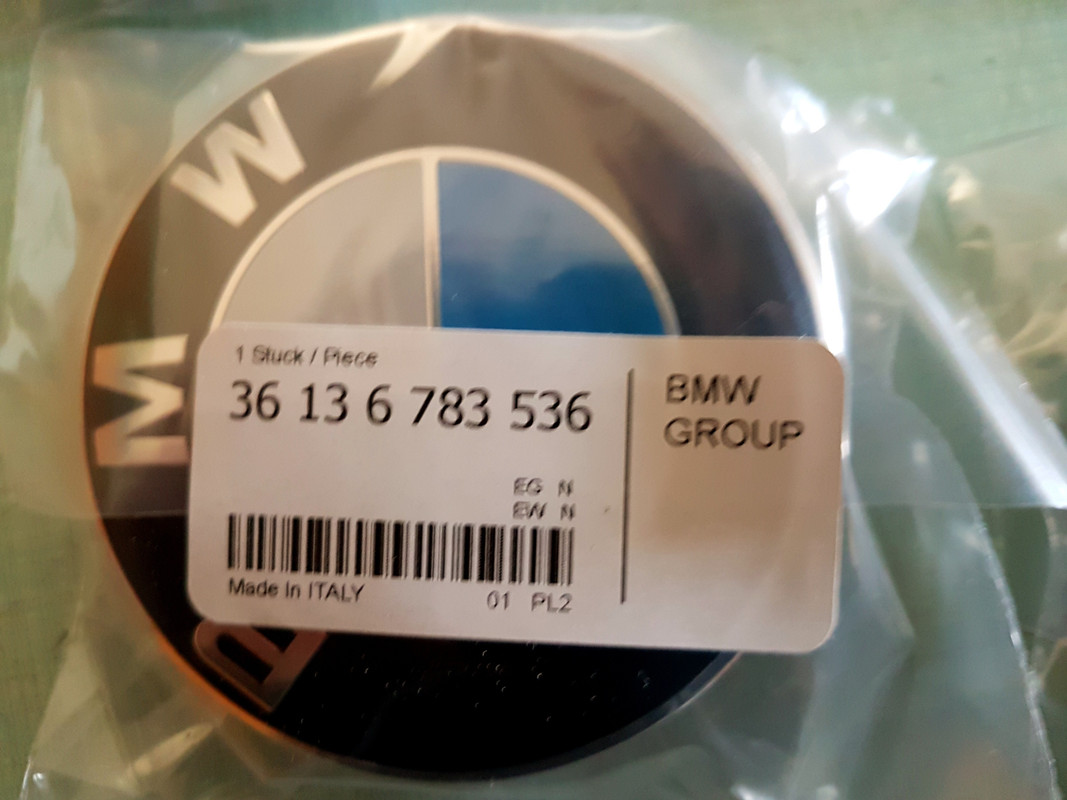 BMW
1 Stuck / Piece
36 13 6 783 536
BMW
GROUP
EG N
EW N
Made In ITALY
01 PL2